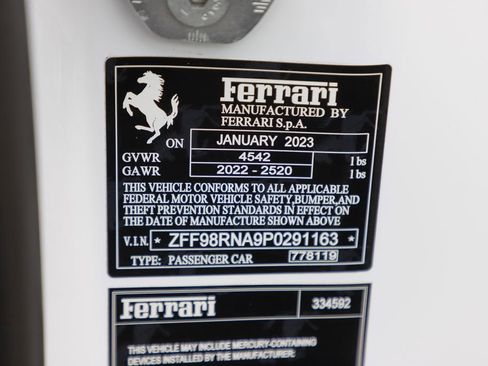 Ferrari
MANUFACTURED BY
FERRARI S.p.A.
ON JANUARY 2023
GVWR 4542 lbs
GAWR 2022 - 2520 lbs
THIS VEHICLE CONFORMS TO ALL APPLICABLE
FEDERAL MOTOR VEHICLE SAFETY, BUMPER, AND
THEFT PREVENTION STANDARDS IN EFFECT ON
THE DATE OF MANUFACTURE SHOWN ABOVE
V.I.N. * ZFF98RNA9P0291163 *
TYPE: PASSENGER CAR 778119
Ferrari 334592
THIS VEHICLE MAY INCLUDE MERCURY-CONTAINING
DEVICES INSTALLED BY THE MANUFACTURER: